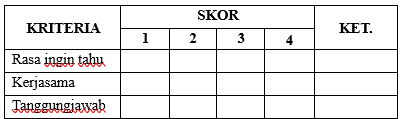 KRITERIA SKOR KET.
1 2 3 4
Rasa ingin tahu
Kerjasama
Tanggungjawab